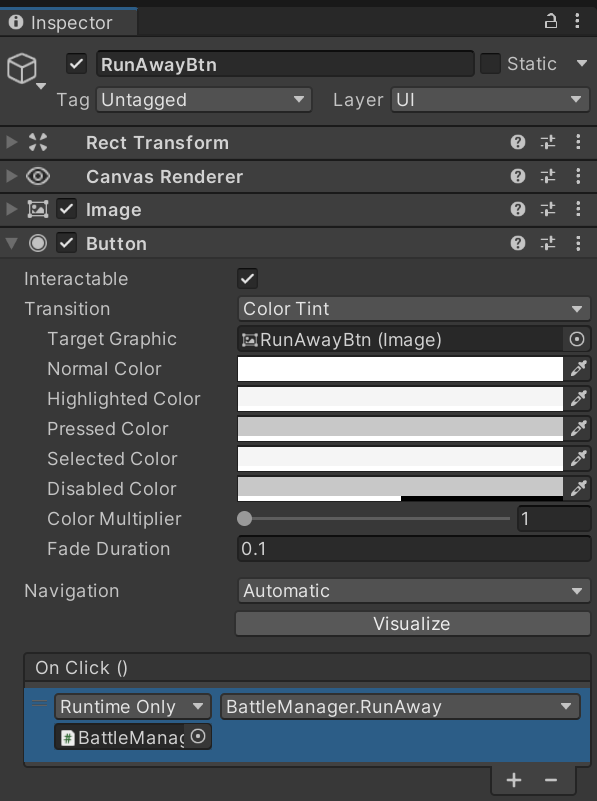 Inspector
RunAwayBtn
Static
Tag Untagged Layer UI
Rect Transform
Canvas Renderer
Image
Button
Interactable
Transition Color Tint
Target Graphic RunAwayBtn (Image)
Normal Color
Highlighted Color
Pressed Color
Selected Color
Disabled Color
Color Multiplier 1
Fade Duration 0.1
Navigation Automatic
Visualize
On Click ()
Runtime Only BattleManager.RunAway
# BattleManag